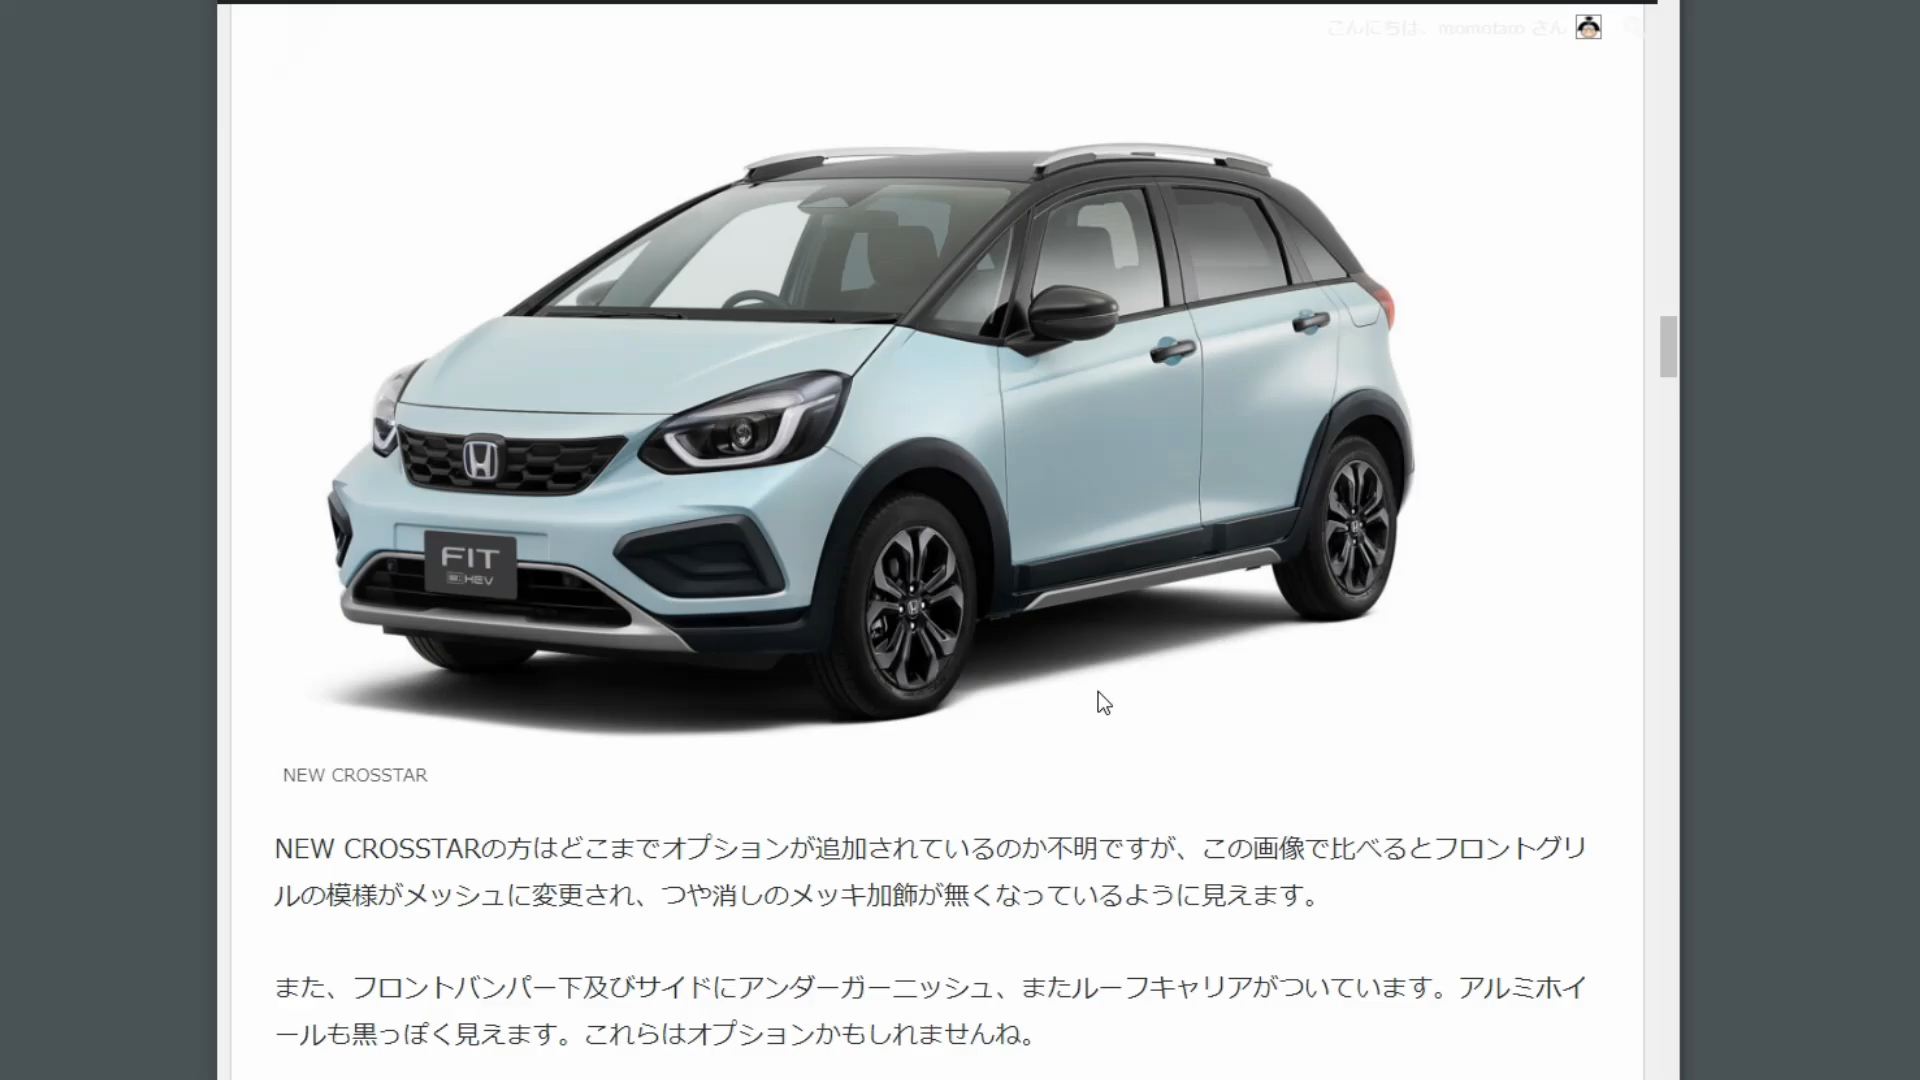 こんにちは、momotaro さん
FIT
e:HEV
NEW CROSSTAR
NEW CROSSTARの方はどこまでオプションが追加されているのか不明ですが、この画像で比べるとフロントグリ
ルの模様がメッシュに変更され、つや消しのメッキ加飾が無くなっているように見えます。
また、フロントバンパー下及びサイドにアンダーガーニッシュ、またルーフキャリアがついています。アルミホイ
ールも黒っぽく見えます。これらはオプションかもしれませんね。